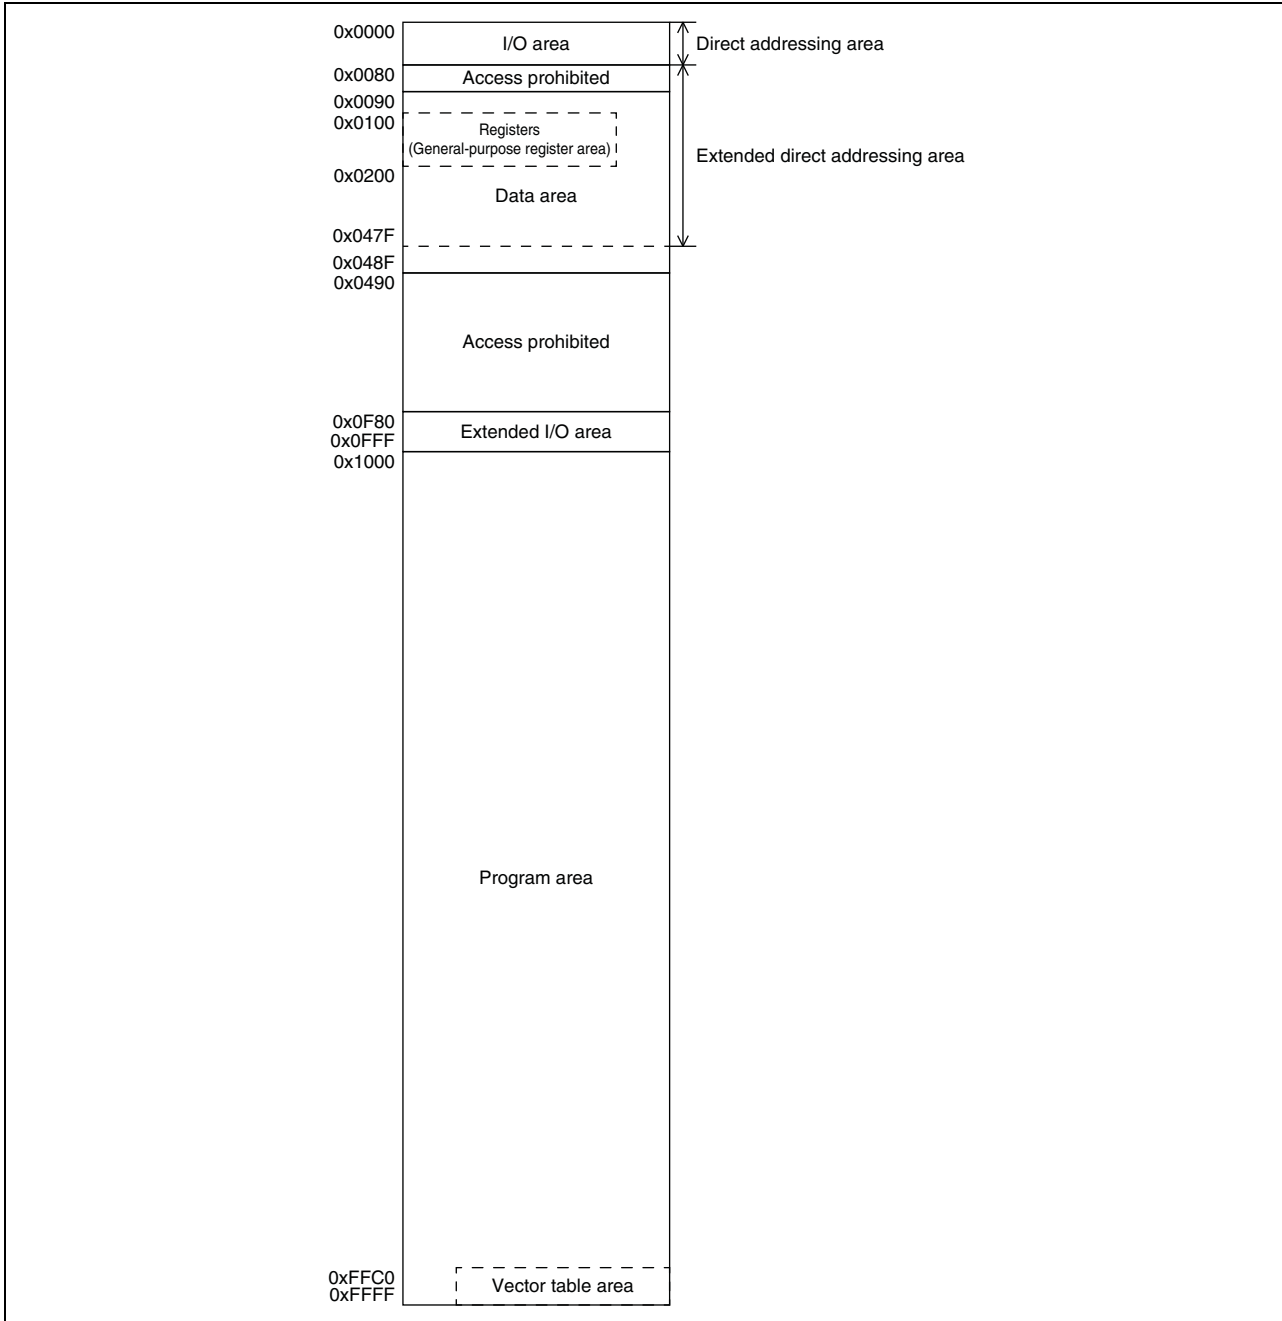 0x0000
I/O area
Direct addressing area
0x0080
Access prohibited
0x0090
0x0100
Registers
(General-purpose register area)
Extended direct addressing area
0x0200
Data area
0x047F
0x048F
0x0490
Access prohibited
0x0F80
Extended I/O area
0x0FFF
0x1000
Program area
0xFFC0
Vector table area
0xFFFF